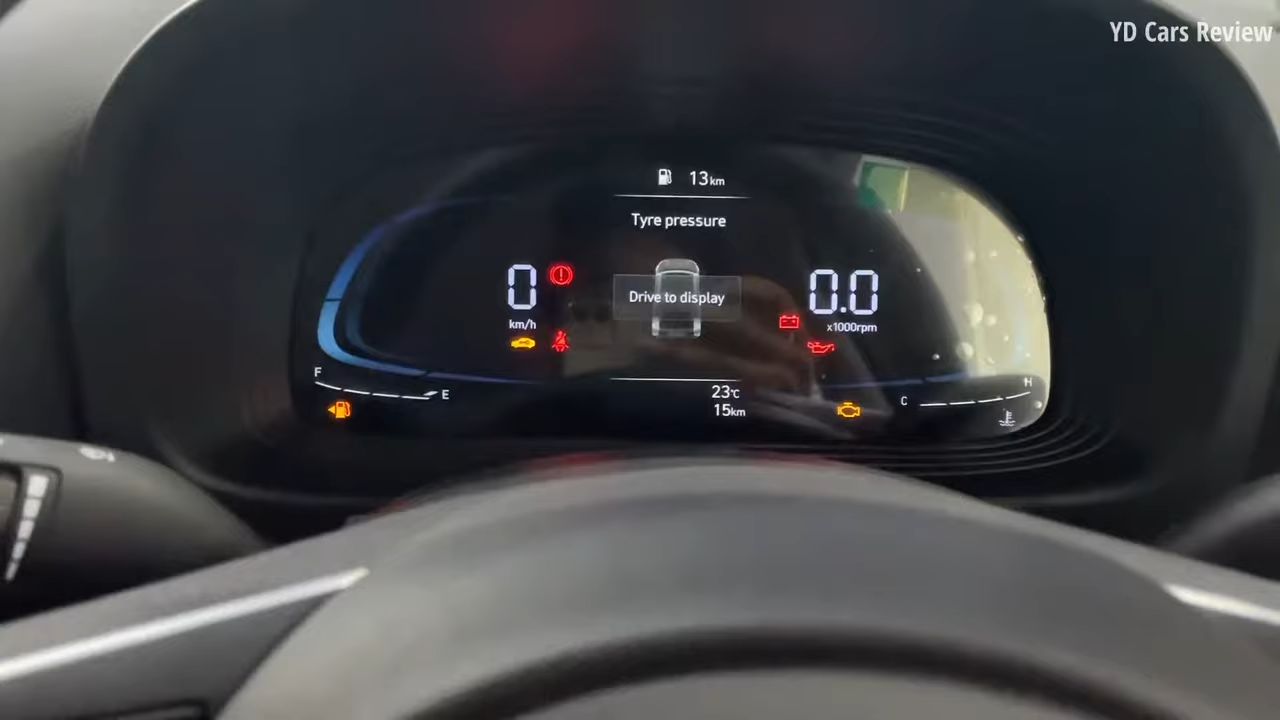 YD Cars Review
13km
Tyre pressure
0
Drive to display
0.0
km/h
x1000rpm
F
E
23℃
15km
C
H